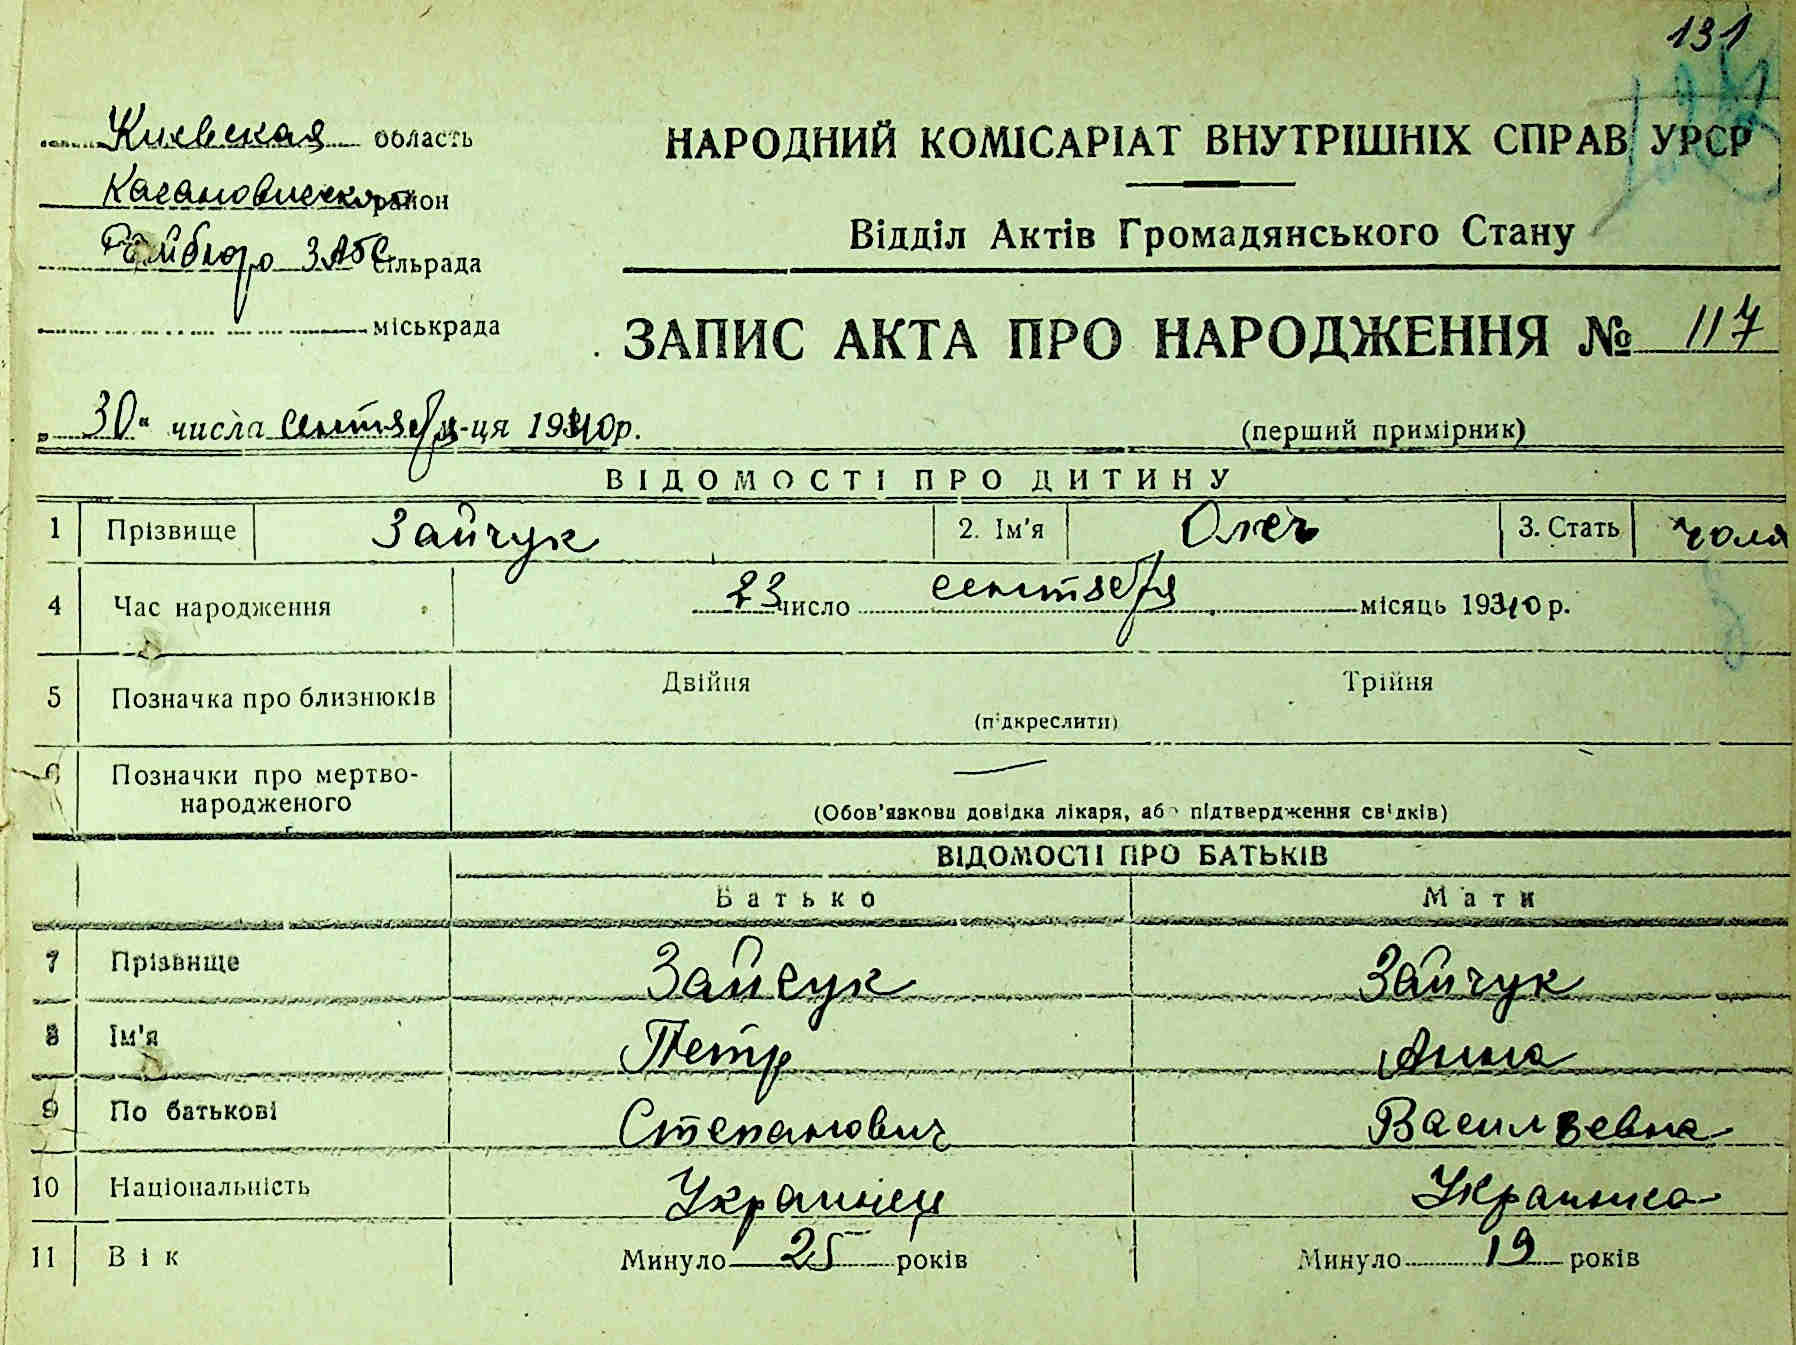 131
Киевская область
Кагановический район
Райбюро ЗАГС сільрада
міськрада
НАРОДНИЙ КОМІСАРІАТ ВНУТРІШНІХ СПРАВ УРСР
Відділ Актів Громадянського Стану
ЗАПИС АКТА ПРО НАРОДЖЕННЯ № 117
„30“ числа сентября м-ця 1940 р.
(перший примірник)
ВІДОМОСТІ ПРО ДИТИНУ
1 Прізвище Зайчук 2. Ім'я Олег 3. Стать чоля
4 Час народження 23 число сентября місяць 1940 р.
5 Позначка про близнюків Двійня Трійня
(підкреслити)
6 Позначки про мертво-
народженого
(Обов'язкова довідка лікаря, або підтвердження свідків)
ВІДОМОСТІ ПРО БАТЬКІВ
Батько Мати
7 Прізвище Зайчук Зайчук
8 Ім'я Петр Анна
9 По батькові Степанович Васильевна
10 Національність Украинец Украинка
11 Вік Минуло 25 років Минуло 19 років